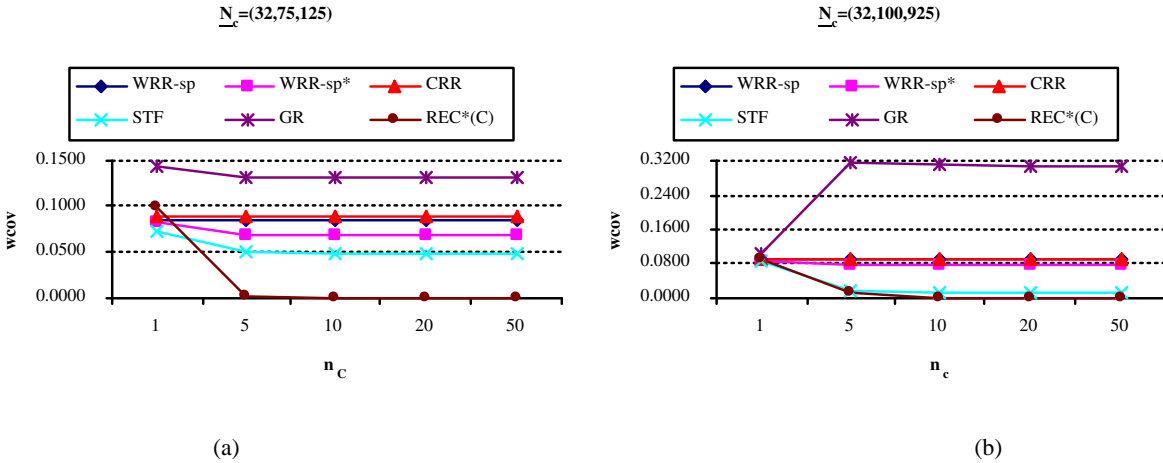 N_c=(32,75,125)
WRR-sp WRR-sp* CRR
STF GR REC*(C)
0.1500
0.1000
0.0500
0.0000
wcov
1 5 10 20 50
n_C
(a)
N_c=(32,100,925)
WRR-sp WRR-sp* CRR
STF GR REC*(C)
0.3200
0.2400
0.1600
0.0800
0.0000
wcov
1 5 10 20 50
n_c
(b)